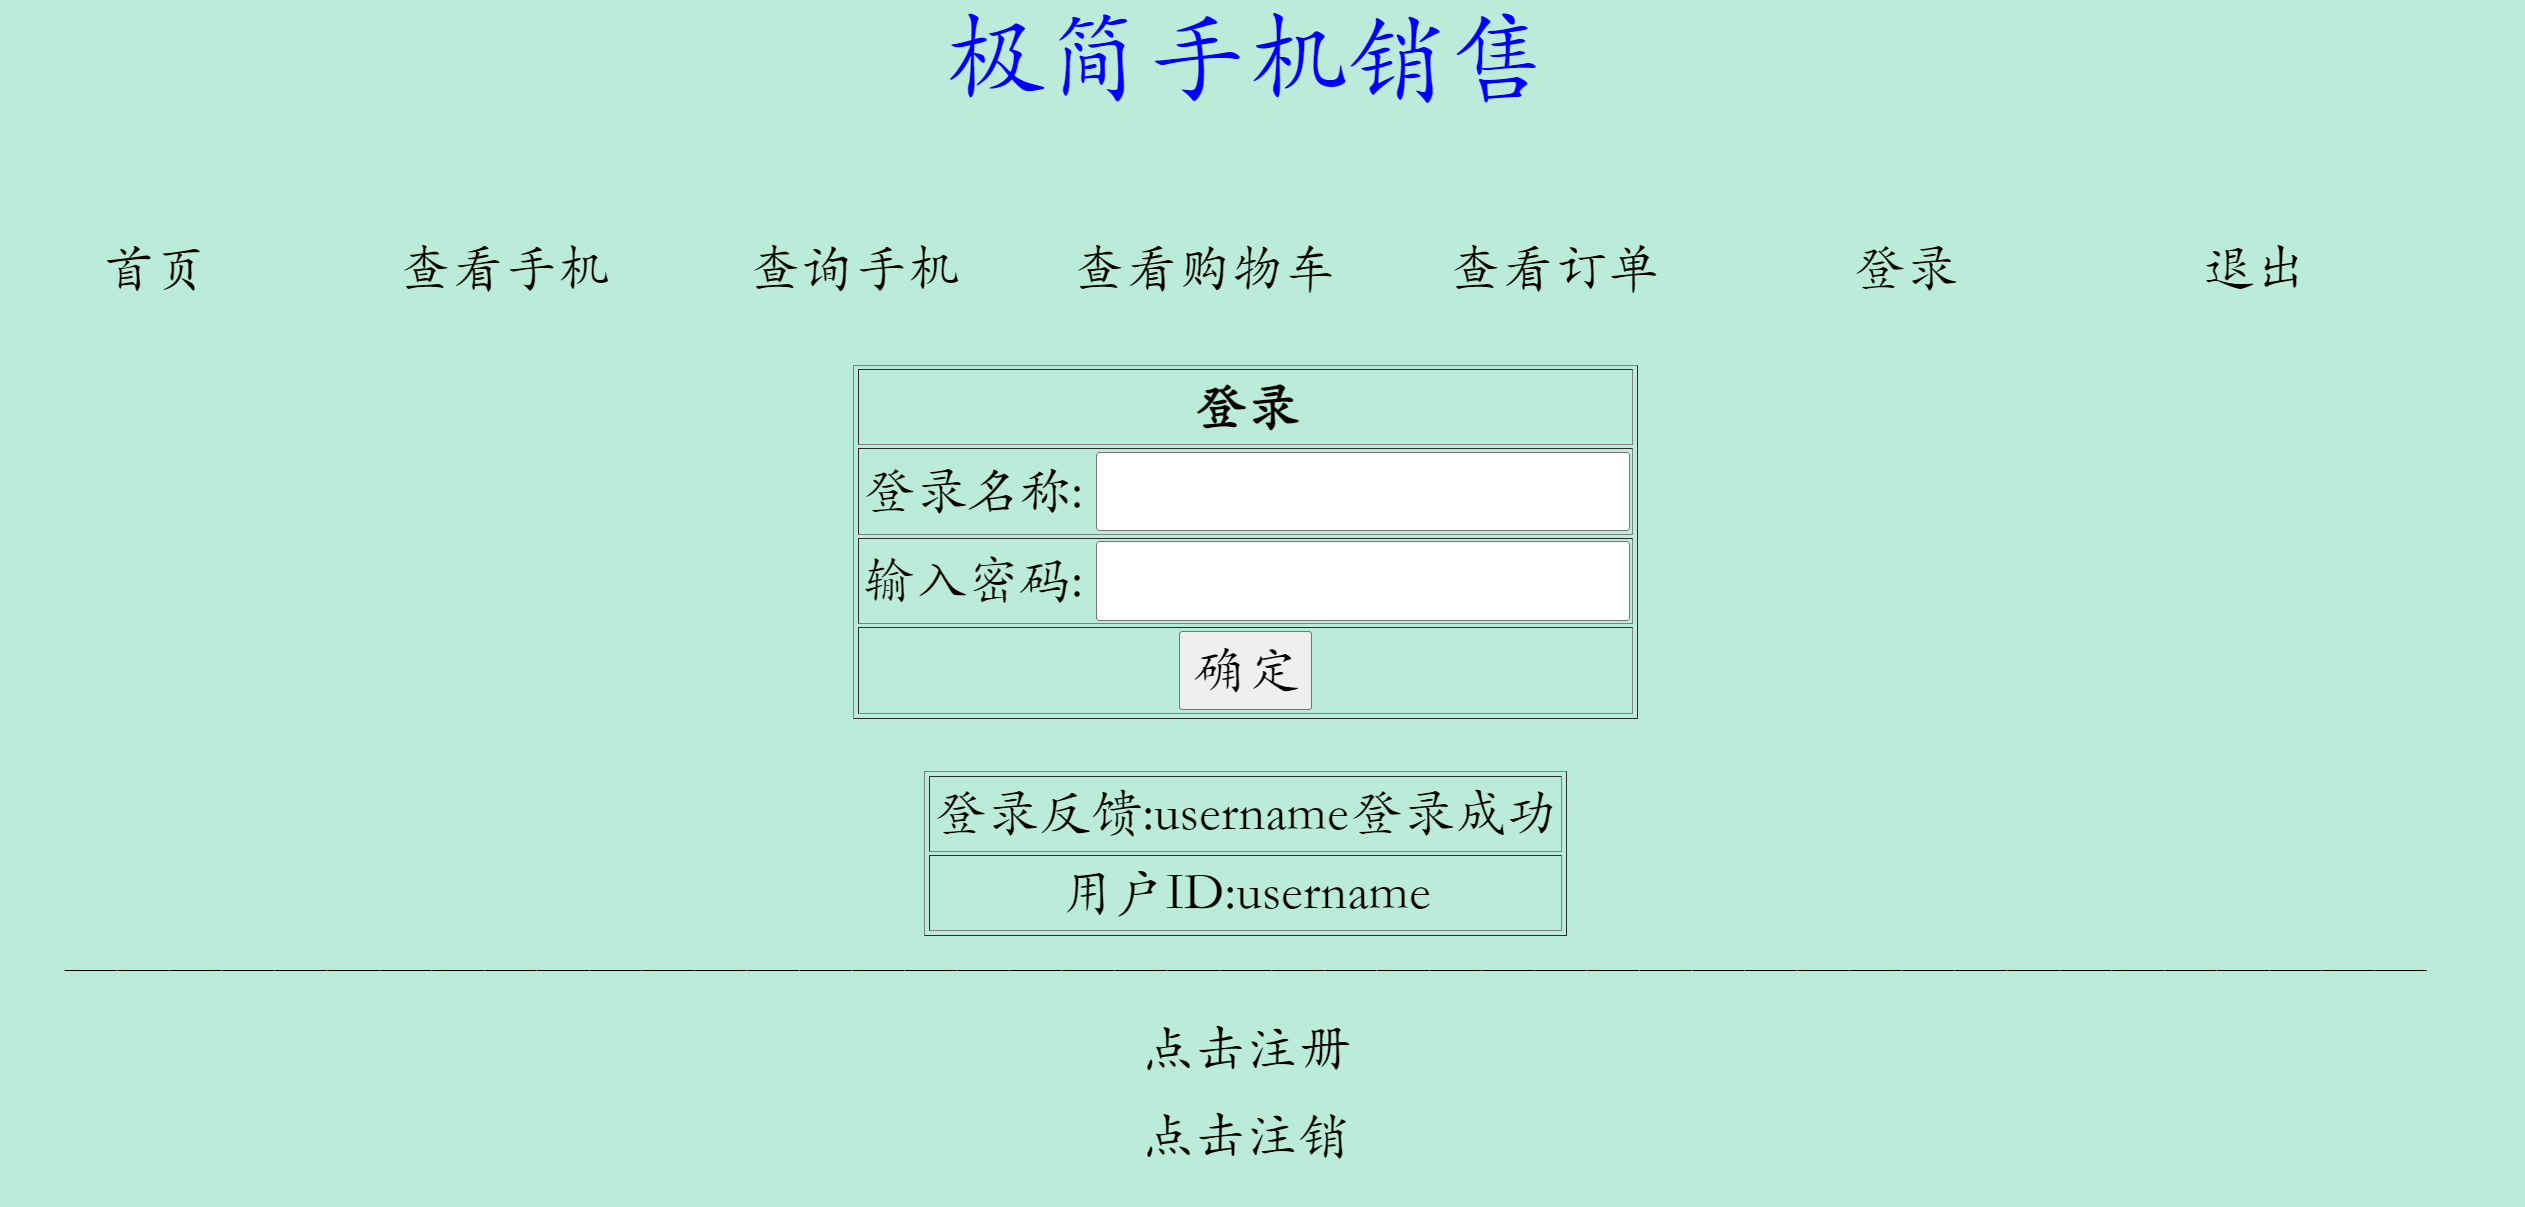 极简手机销售
首页 查看手机 查询手机 查看购物车 查看订单 登录 退出
登录
登录名称:
输入密码:
确定
登录反馈:username登录成功
用户ID:username
点击注册
点击注销